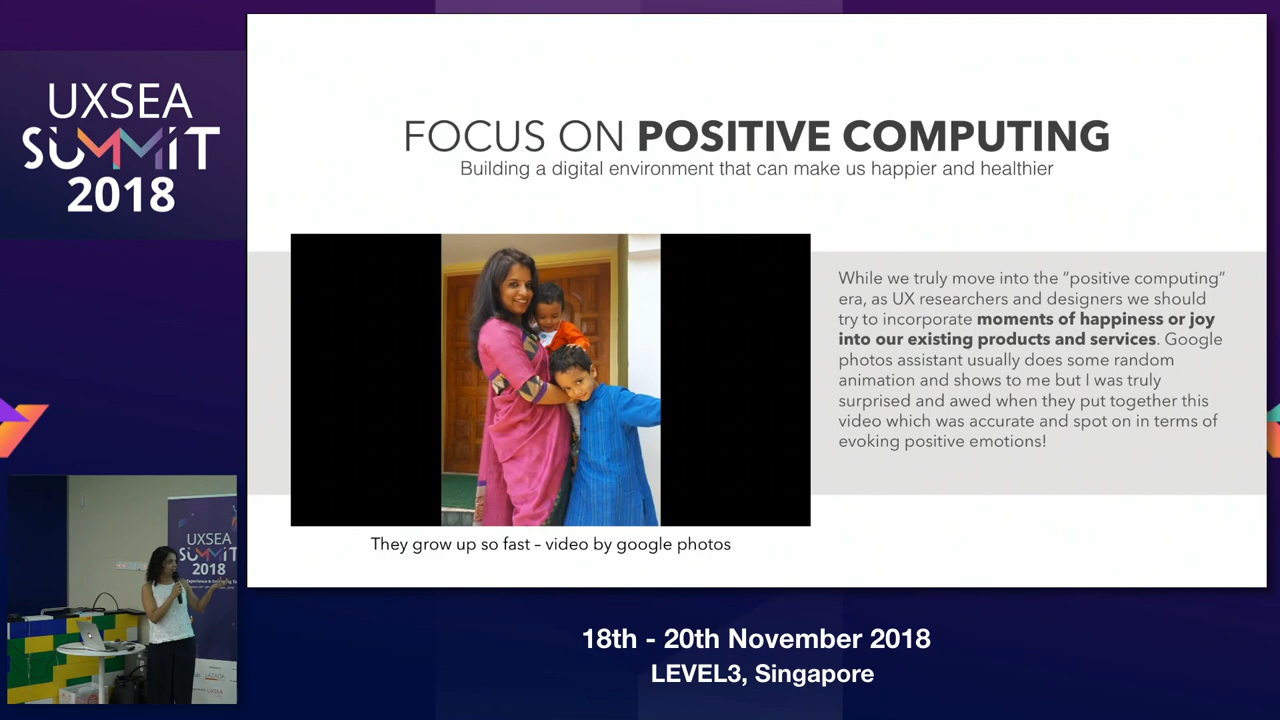 UXSEA
SUMMIT
2018
FOCUS ON POSITIVE COMPUTING
Building a digital environment that can make us happier and healthier
While we truly move into the “positive computing”
era, as UX researchers and designers we should
try to incorporate moments of happiness or joy
into our existing products and services. Google
photos assistant usually does some random
animation and shows to me but I was truly
surprised and awed when they put together this
video which was accurate and spot on in terms of
evoking positive emotions!
They grow up so fast – video by google photos
UXSEA
SUMMIT
2018
LAZADA
UXSEA
18th - 20th November 2018
LEVEL3, Singapore